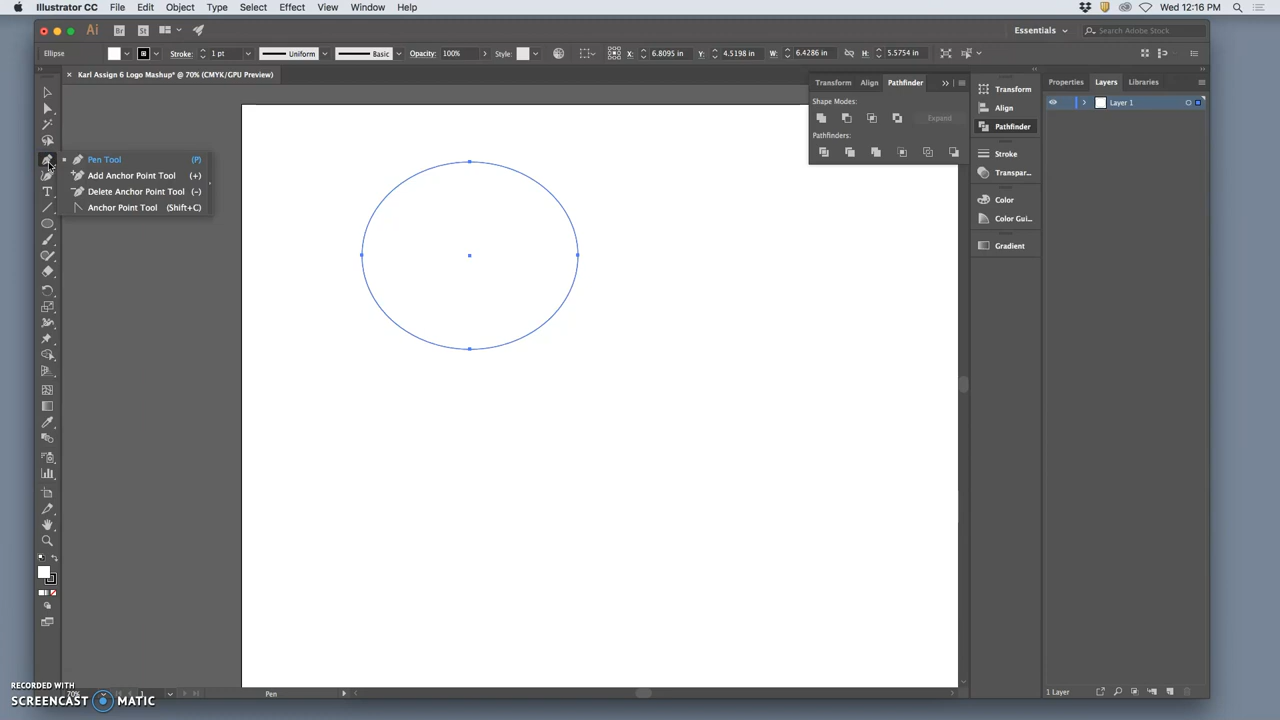 Illustrator CC File Edit Object Type Select Effect View Window Help Wed 12:16 PM
Ai Br St Essentials Search Adobe Stock
Ellipse Stroke: 1 pt Uniform Basic Opacity: 100% Style: X: 6.8095 in Y: 4.5198 in W: 6.4286 in H: 5.5754 in
× Karl Assign 6 Logo Mashup* @ 70% (CMYK/GPU Preview)
Transform Align Pathfinder
Shape Modes:
Expand
Pathfinders:
Transform
Align
Pathfinder
Stroke
Transpar...
Color
Color Gui...
Gradient
Properties Layers Libraries
Layer 1
Pen Tool (P)
Add Anchor Point Tool (+)
Delete Anchor Point Tool (-)
Anchor Point Tool (Shift+C)
70% 1 Pen
1 Layer
RECORDED WITH
SCREENCAST MATIC